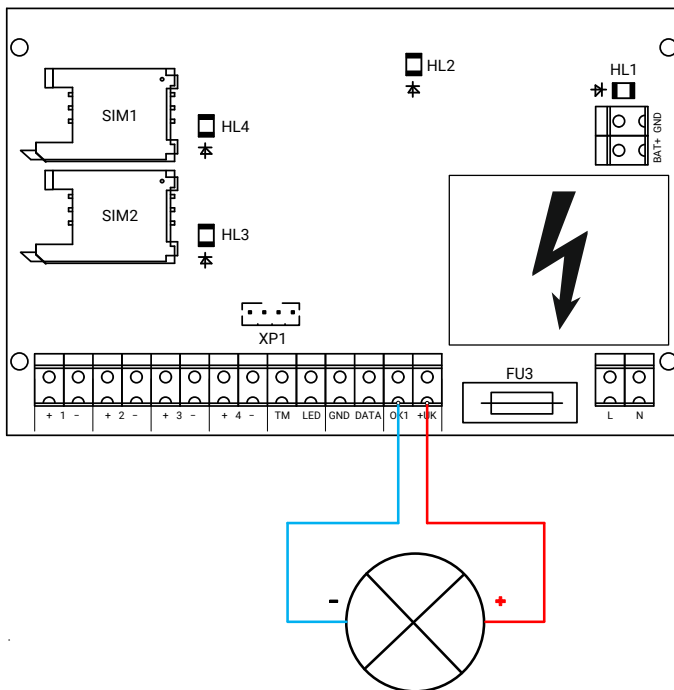 HL2
HL1
SIM1
HL4
BAT+ GND
SIM2
HL3
XP1
FU3
+ 1 − + 2 − + 3 − + 4 − TM LED GND DATA OK1 +UK L N
- +